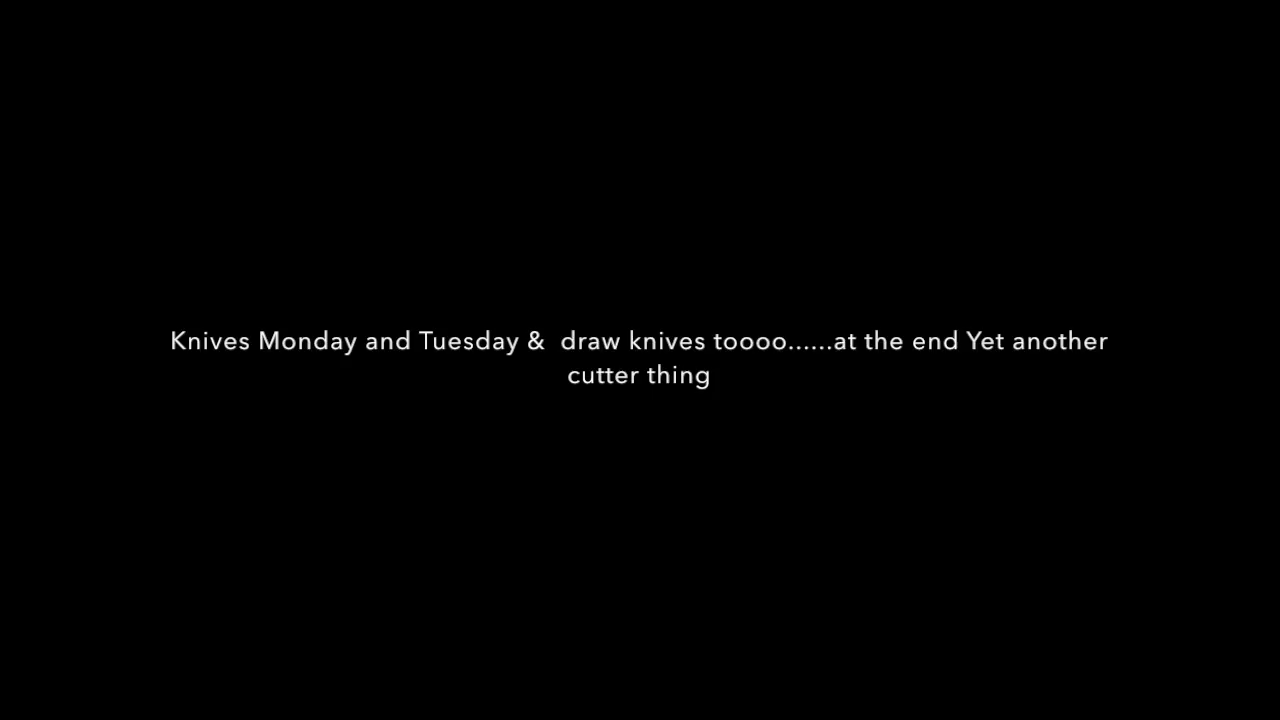 Knives Monday and Tuesday &  draw knives toooo......at the end Yet another
cutter thing